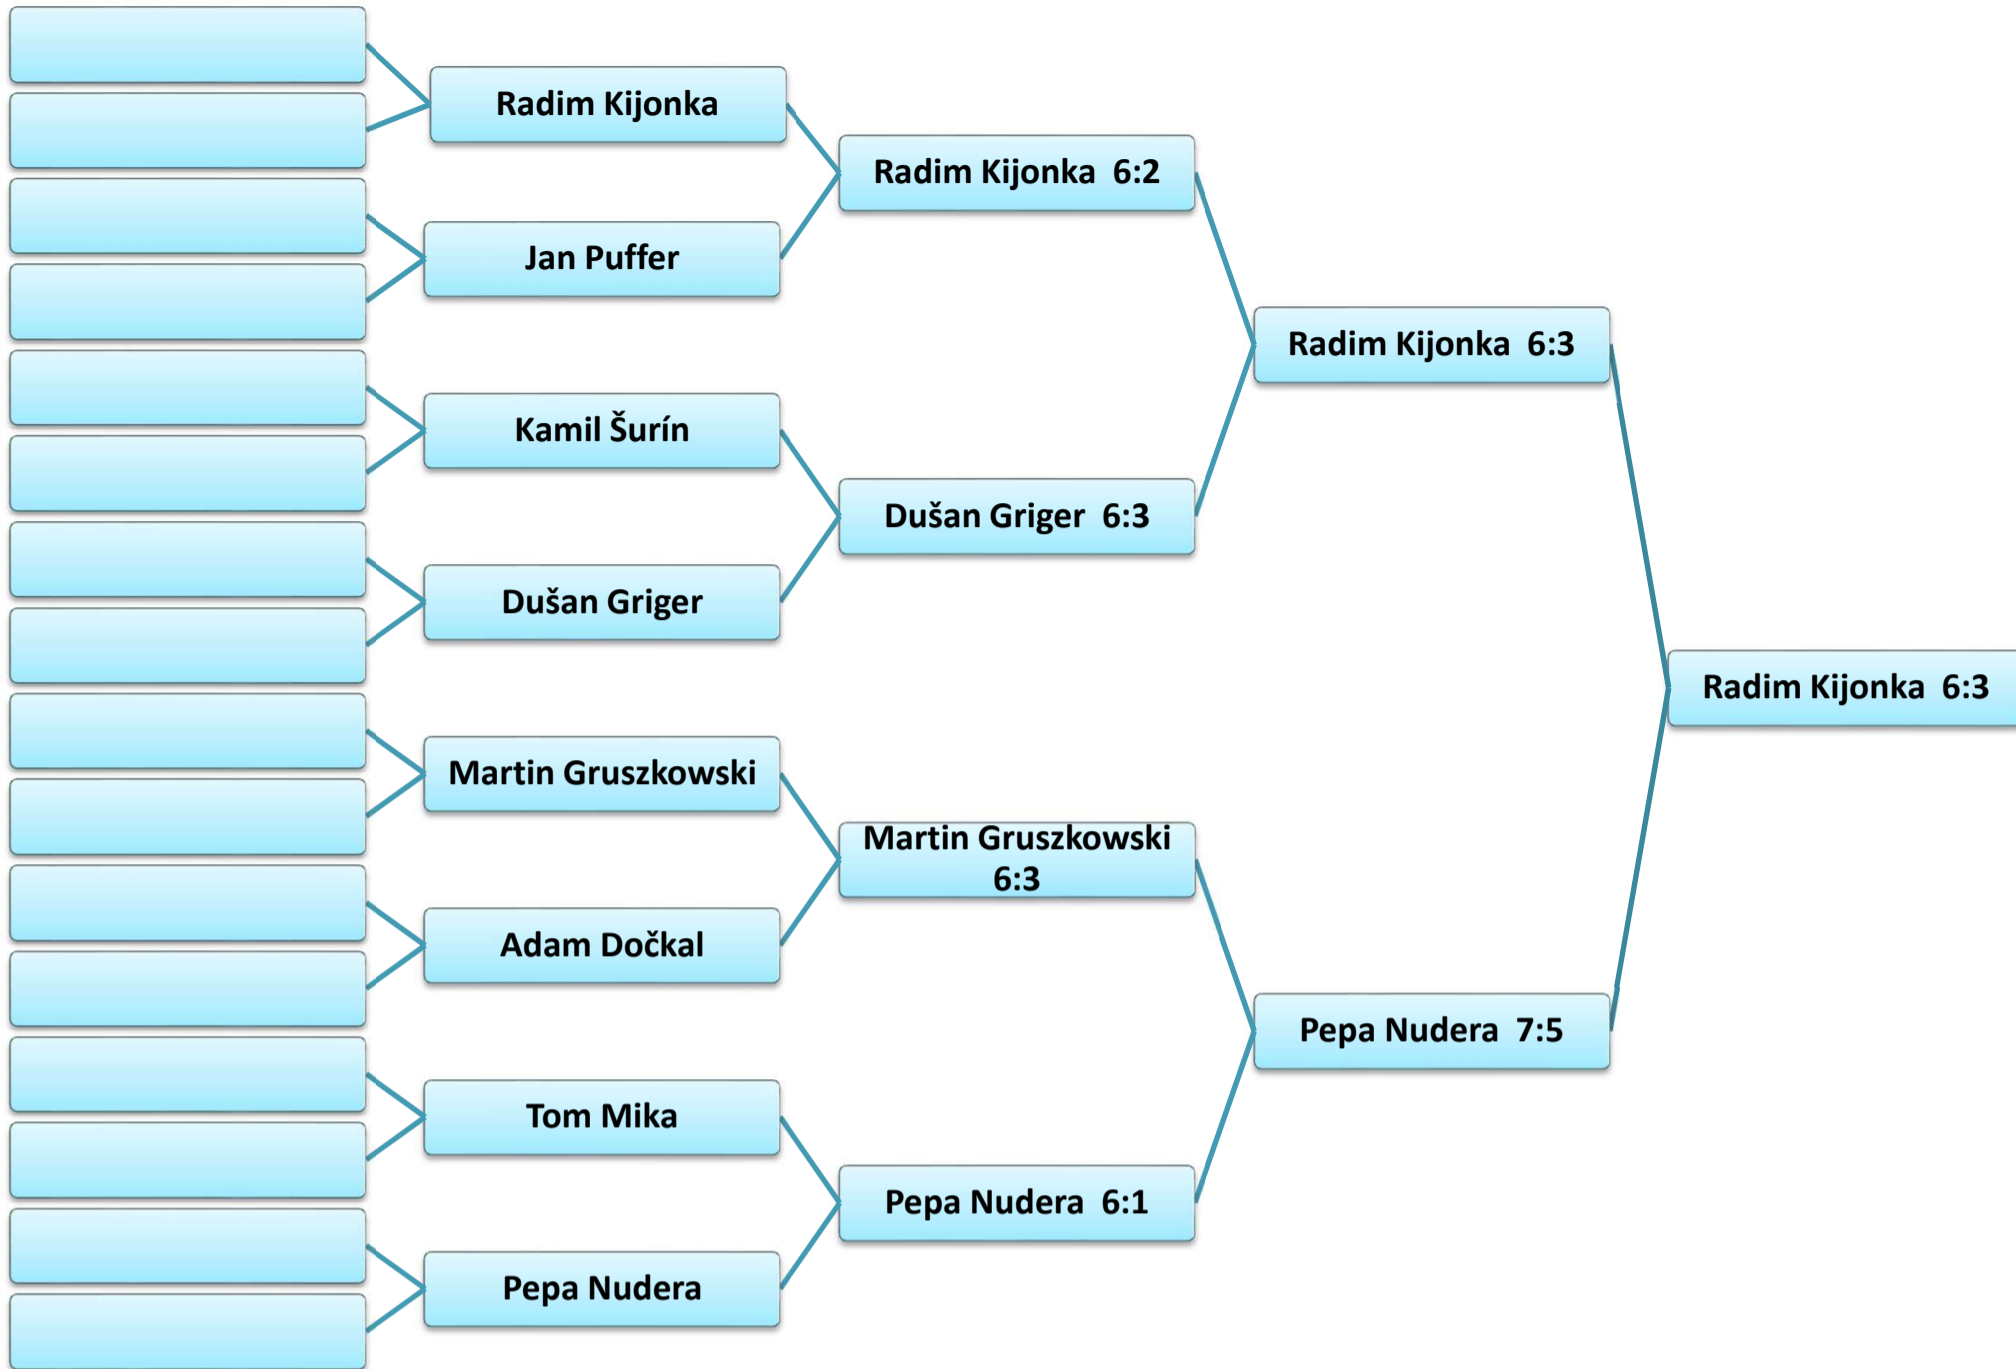 Radim Kijonka
Jan Puffer
Kamil Šurín
Dušan Griger
Martin Gruszkowski
Adam Dočkal
Tom Mika
Pepa Nudera
Radim Kijonka  6:2
Dušan Griger  6:3
Martin Gruszkowski
6:3
Pepa Nudera  6:1
Radim Kijonka  6:3
Pepa Nudera  7:5
Radim Kijonka  6:3